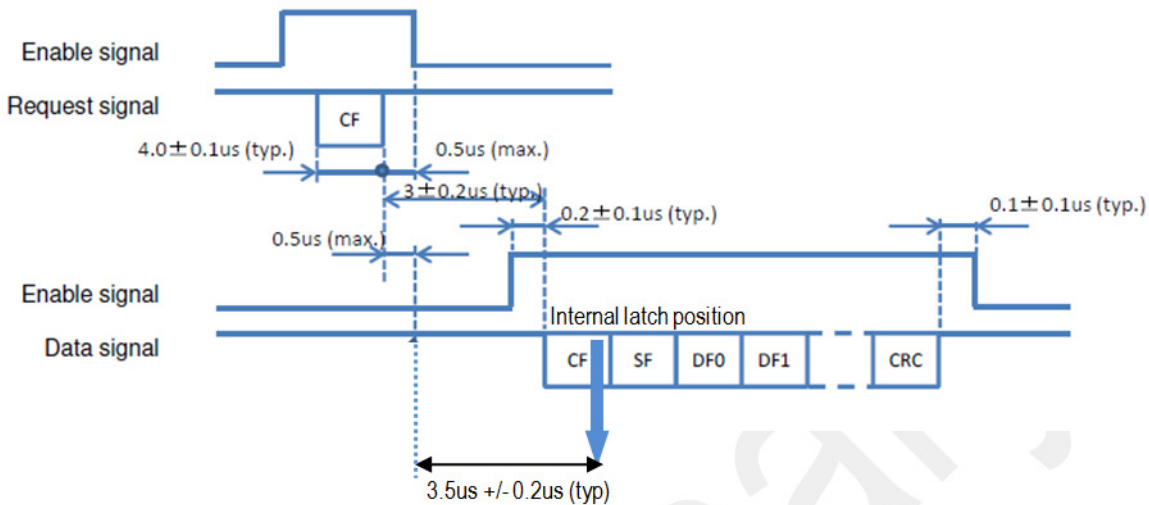 Enable signal
Request signal
CF
4.0±0.1us (typ.)
0.5us (max.)
3±0.2us (typ.)
0.2±0.1us (typ.)
0.1±0.1us (typ.)
0.5us (max.)
Enable signal
Internal latch position
Data signal
CF
SF
DF0
DF1
CRC
3.5us +/- 0.2us (typ)